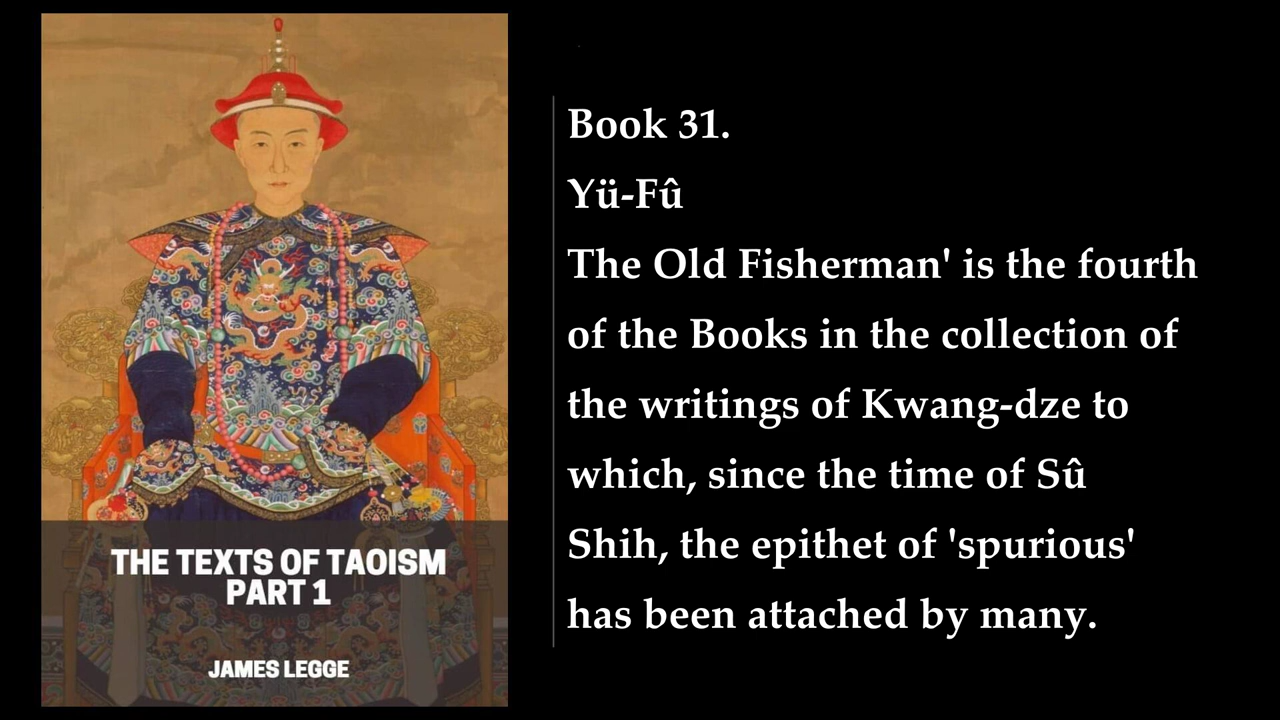 THE TEXTS OF TAOISM
PART 1
JAMES LEGGE
Book 31.
Yü-Fû
The Old Fisherman' is the fourth
of the Books in the collection of
the writings of Kwang-dze to
which, since the time of Sû
Shih, the epithet of 'spurious'
has been attached by many.